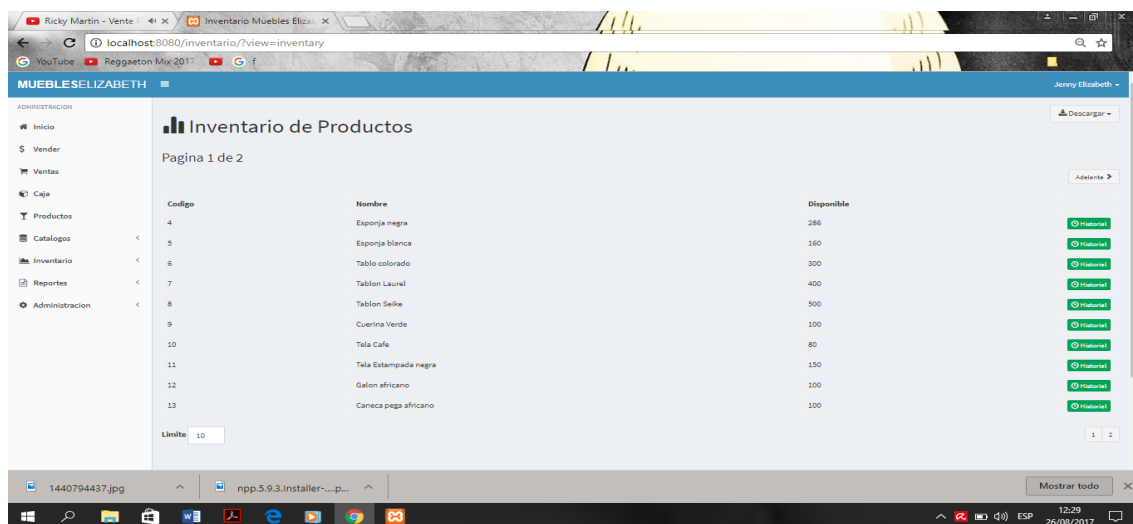 Ricky Martin - Vente P
Inventario Muebles Eliza
localhost:8080/inventario/?view=inventary
YouTube Reggaeton Mix 2017 f
MUEBLESELIZABETH
Jenny Elizabeth
ADMINISTRACION
Inicio
Vender
Ventas
Caja
Productos
Catalogos
Inventario
Reportes
Administracion
Inventario de Productos
Descargar
Pagina 1 de 2
Adelente
Codigo Nombre Disponible
4 Esponja negra 286 Historial
5 Esponja blanca 160 Historial
6 Tablo colorado 300 Historial
7 Tablon Laurel 400 Historial
8 Tablon Seike 500 Historial
9 Cuerina Verde 100 Historial
10 Tela Cafe 80 Historial
11 Tela Estampada negra 150 Historial
12 Galon africano 100 Historial
13 Caneca pega africano 100 Historial
Limite 10
1 2
1440794437.jpg
npp.5.9.3.Installer-....p...
Mostrar todo
ESP
12:29
26/08/2017